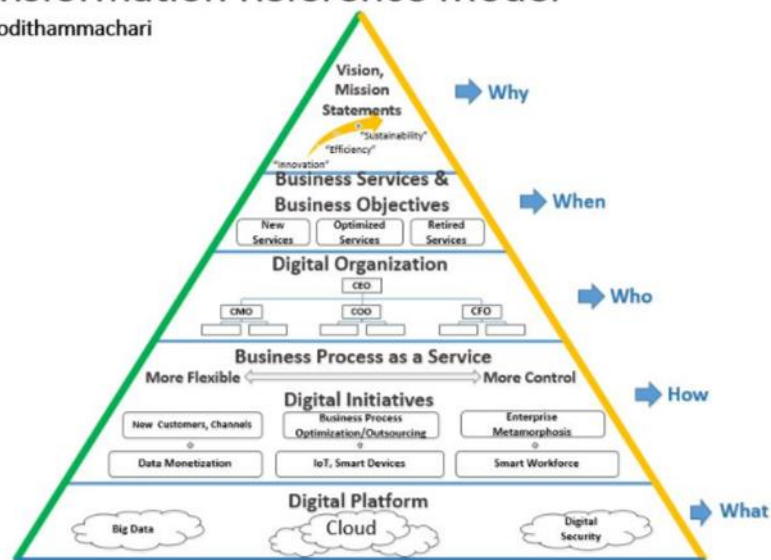 odithammachari
Vision,
Mission
Statements
"Sustainability"
"Efficiency"
"Innovation"
Why
Business Services &
Business Objectives
New
Services
Optimized
Services
Retired
Services
When
Digital Organization
CEO
CMO
COO
CFO
Who
Business Process as a Service
More Flexible
More Control
Digital Initiatives
New Customers, Channels
Business Process
Optimization/Outsourcing
Enterprise
Metamorphosis
Data Monetization
IoT, Smart Devices
Smart Workforce
How
Digital Platform
Big Data
Cloud
Digital
Security
What